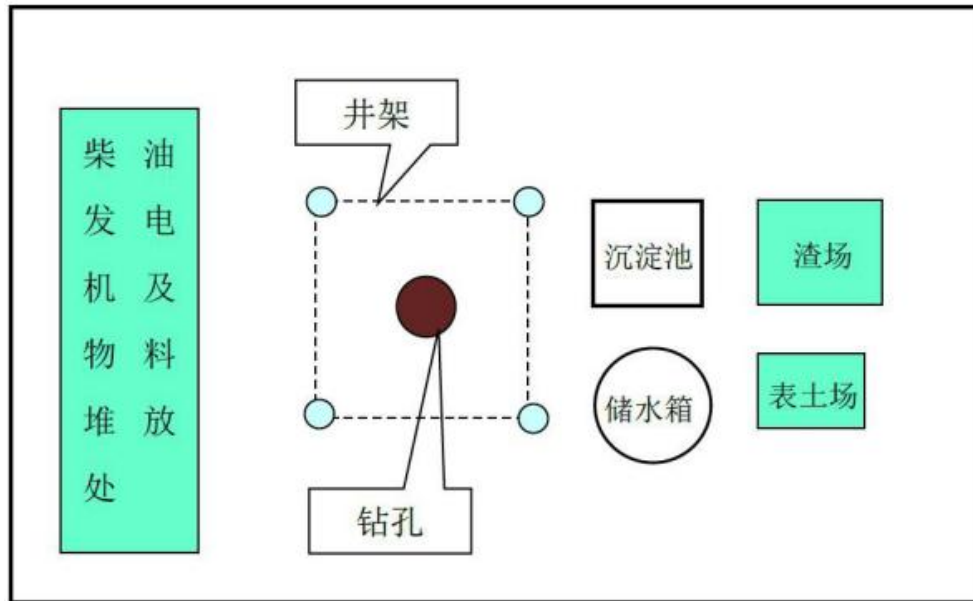 井架
柴油
发电
机及
物料
堆放
处
沉淀池
渣场
储水箱
表土场
钻孔